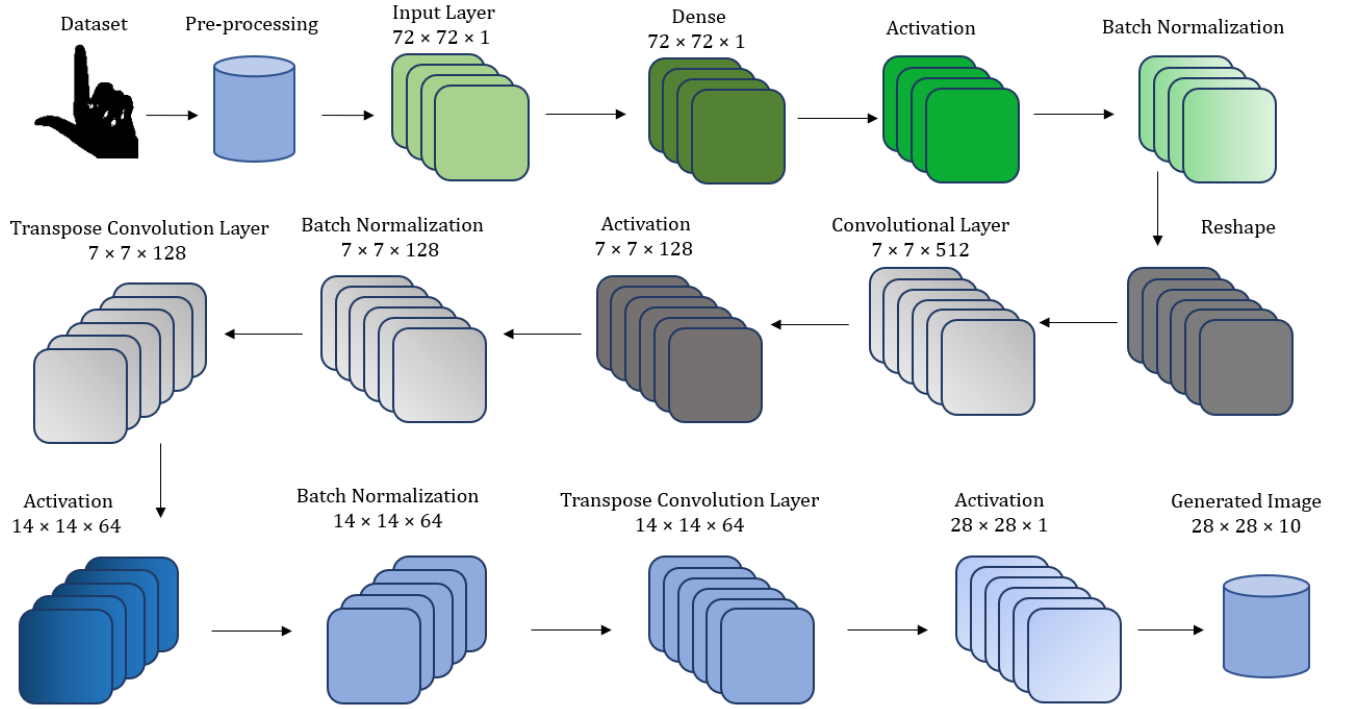 Dataset
Pre-processing
Input Layer
72 × 72 × 1
Dense
72 × 72 × 1
Activation
Batch Normalization
Reshape
Convolutional Layer
7 × 7 × 512
Activation
7 × 7 × 128
Batch Normalization
7 × 7 × 128
Transpose Convolution Layer
7 × 7 × 128
Activation
14 × 14 × 64
Batch Normalization
14 × 14 × 64
Transpose Convolution Layer
14 × 14 × 64
Activation
28 × 28 × 1
Generated Image
28 × 28 × 10